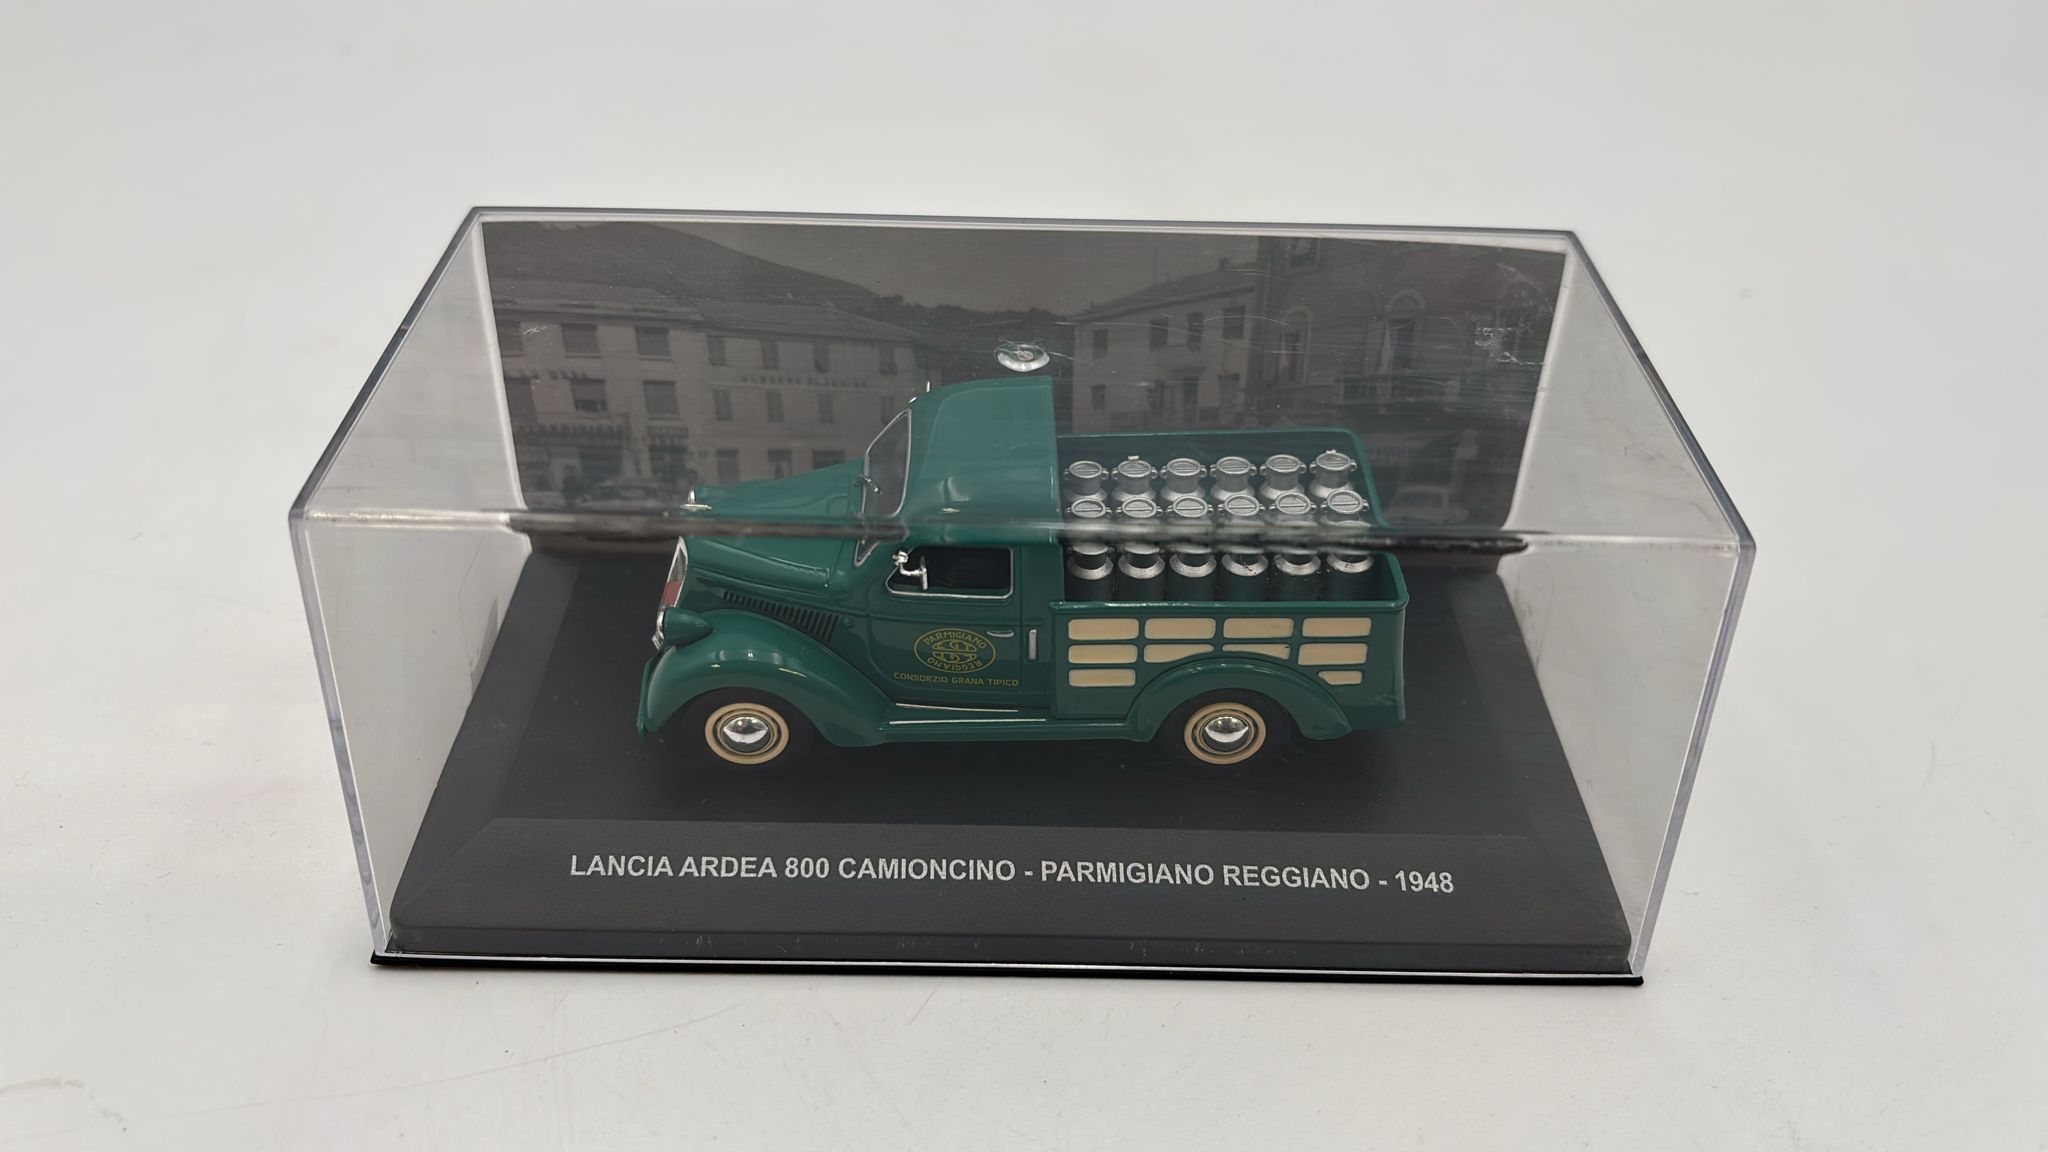 PARMIGIANO
REGGIANO
CONSORZIO GRANA TIPICO
LANCIA ARDEA 800 CAMIONCINO - PARMIGIANO REGGIANO - 1948